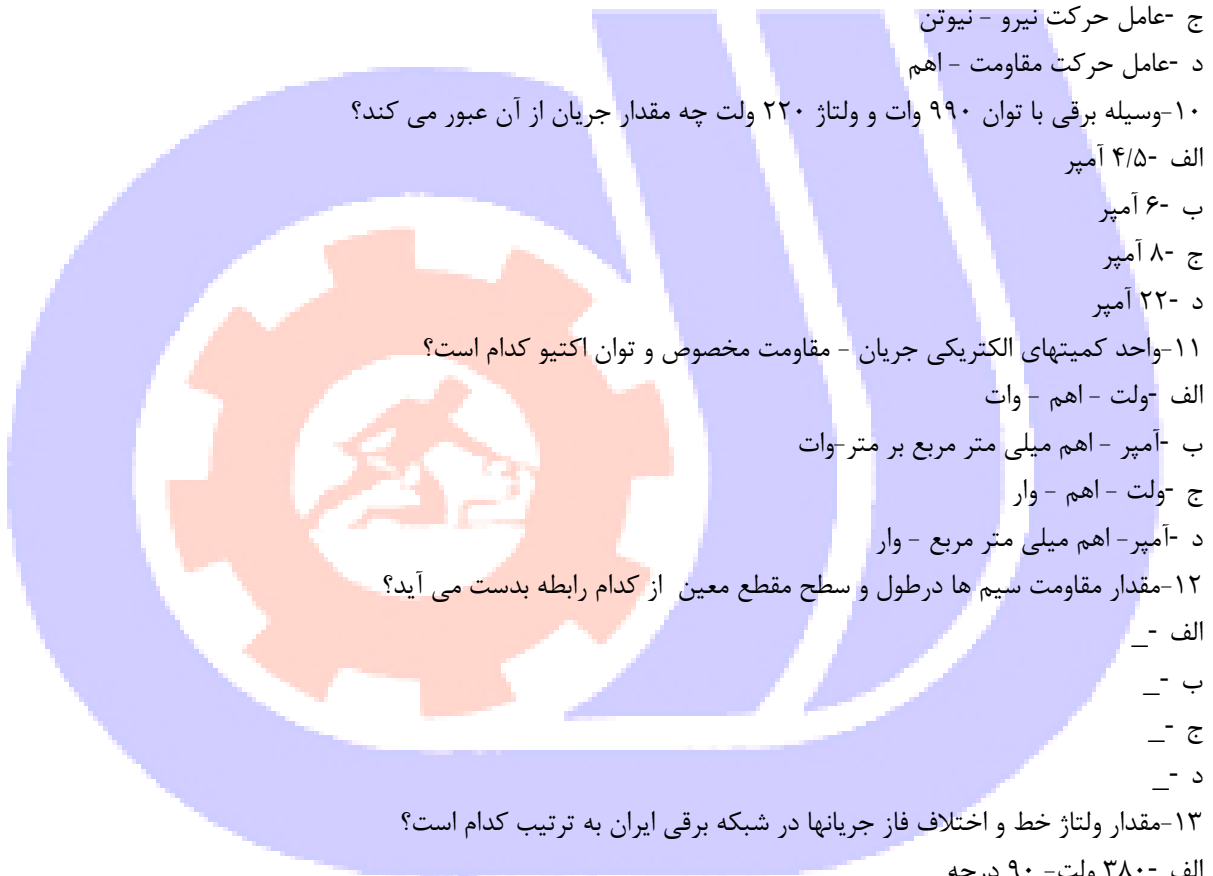 ج -عامل حرکت نیرو - نیوتن
د -عامل حرکت مقاومت - اهم
۱۰-وسیله برقی با توان ۹۹۰ وات و ولتاژ ۲۲۰ ولت چه مقدار جریان از آن عبور می کند؟
الف -۴/۵ آمپر
ب -۶ آمپر
ج -۸ آمپر
د -۲۲ آمپر
۱۱-واحد کمیتهای الکتریکی جریان - مقاومت مخصوص و توان اکتیو کدام است؟
الف -ولت - اهم - وات
ب -آمپر - اهم میلی متر مربع بر متر-وات
ج -ولت - اهم - وار
د -آمپر- اهم میلی متر مربع - وار
۱۲-مقدار مقاومت سیم ها درطول و سطح مقطع معین از کدام رابطه بدست می آید؟
الف -_
ب -_
ج -_
د -_
۱۳-مقدار ولتاژ خط و اختلاف فاز جریانها در شبکه برقی ایران به ترتیب کدام است؟
الف -۳۸۰ ولت- ۹۰ درجه